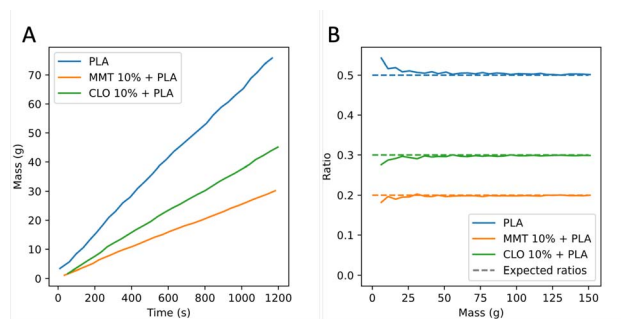 A
PLA
MMT 10% + PLA
CLO 10% + PLA
70
60
50
40
30
20
10
0
Mass (g)
0 200 400 600 800 1000 1200
Time (s)
B
0.5
0.4
0.3
0.2
0.1
0.0
Ratio
PLA
MMT 10% + PLA
CLO 10% + PLA
Expected ratios
0 25 50 75 100 125 150
Mass (g)